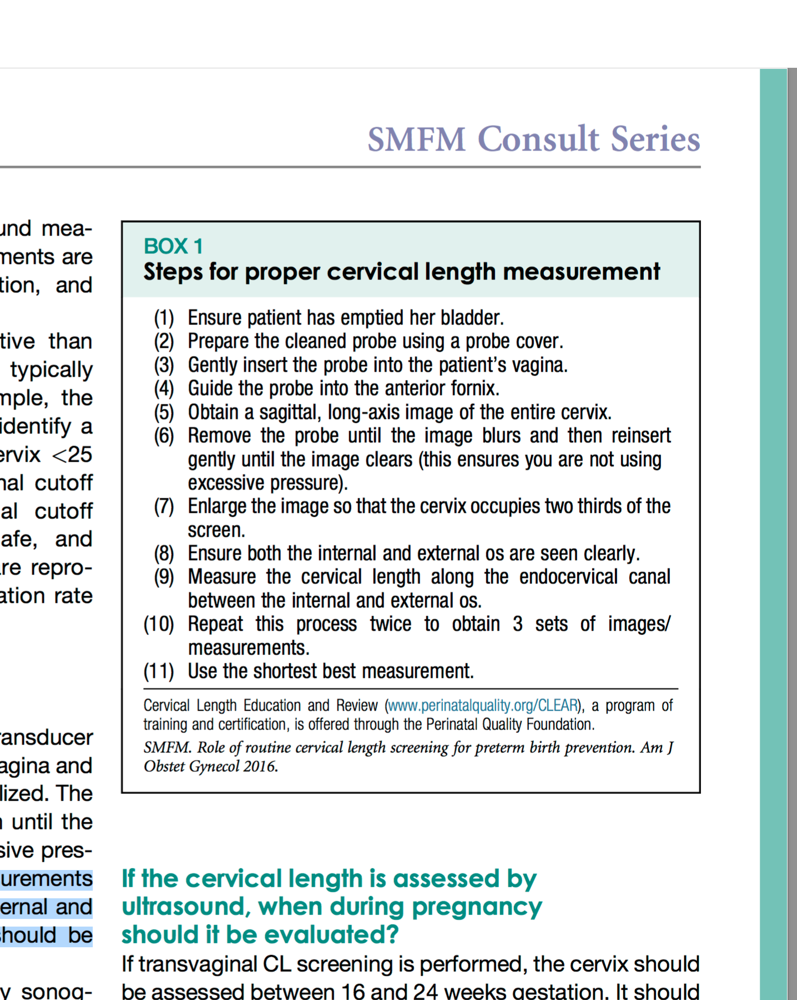 SMFM Consult Series
mea-
ments are
tion, and
tive than
typically
the
identify a
<25
cutoff
cutoff
and
repro-
rate
ransducer
agina and
The
until the
pres-
urements
ernal and
should be
sonog-
BOX 1
Steps for proper cervical length measurement
(1) Ensure patient has emptied her bladder.
(2) Prepare the cleaned probe using a probe cover.
(3) Gently insert the probe into the patient's vagina.
(4) Guide the probe into the anterior fornix.
(5) Obtain a sagittal, long-axis image of the entire cervix.
(6) Remove the probe until the image blurs and then reinsert
gently until the image clears (this ensures you are not using
excessive pressure).
(7) Enlarge the image so that the cervix occupies two thirds of the
screen.
(8) Ensure both the internal and external os are seen clearly.
(9) Measure the cervical length along the endocervical canal
between the internal and external os.
(10) Repeat this process twice to obtain 3 sets of images/
measurements.
(11) Use the shortest best measurement.
Cervical Length Education and Review (www.perinatalquality.org/CLEAR), a program of
training and certification, is offered through the Perinatal Quality Foundation.
SMFM. Role of routine cervical length screening for preterm birth prevention. Am J
Obstet Gynecol 2016.
If the cervical length is assessed by
ultrasound, when during pregnancy
should it be evaluated?
If transvaginal CL screening is performed, the cervix should
be assessed between 16 and 24 weeks gestation. It should